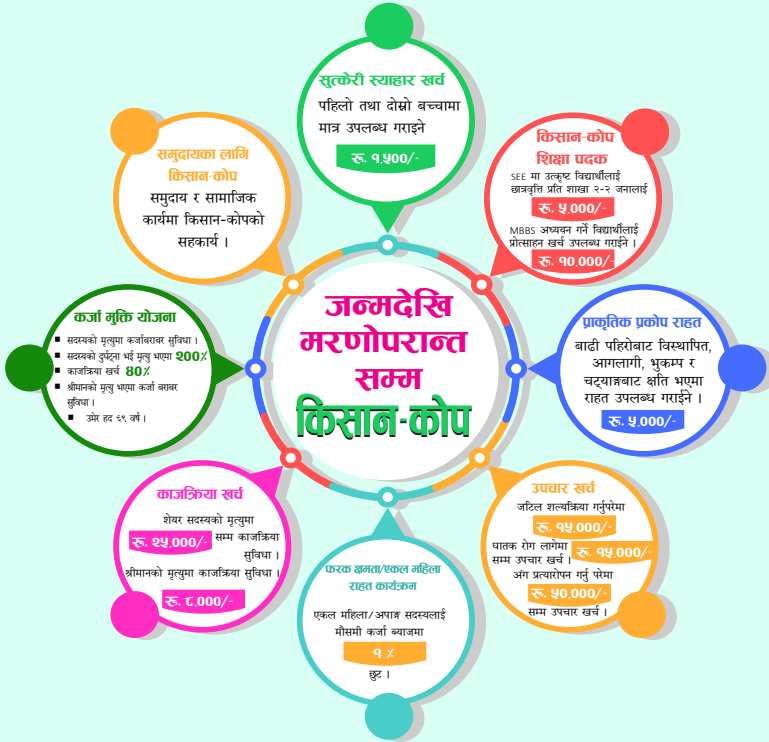 जन्मदेखि
मरणोपरान्त
सम्म
किसान-कोप
सुत्केरी स्याहार खर्च
पहिलो तथा दोस्रो बच्चामा
मात्र उपलब्ध गराइने
रू. १,५००/-
किसान-कोप
शिक्षा पदक
SEE मा उत्कृष्ट विद्यार्थीलाई
छात्रवृत्ति प्रति शाखा २-२ जनालाई
रू. ५,०००/-
MBBS अध्ययन गर्ने विद्यार्थीलाई
प्रोत्साहन खर्च उपलब्ध गराईने ।
रू. १०,०००/-
प्राकृतिक प्रकोप राहत
बाढी पहिरोबाट विस्थापित,
आगलागी, भुकम्प र
चट्याङबाट क्षति भएमा
राहत उपलब्ध गराईने ।
रू. ५,०००/-
उपचार खर्च
जटिल शल्यक्रिया गर्नुपरेमा
रू. १५,०००/-
घातक रोग लागेमा रू. १५,०००/-
सम्म उपचार खर्च ।
अंग प्रत्यारोपन गर्नु परेमा
रू. ५०,०००/-
सम्म उपचार खर्च ।
फरक क्षमता/एकल महिला
राहत कार्यक्रम
एकल महिला/अपाङ्ग सदस्यलाई
मौसमी कर्जा ब्याजमा
१ %
छुट ।
काजक्रिया खर्च
शेयर सदस्यको मृत्युमा
रू. २५,०००/- सम्म काजक्रिया
सुविधा ।
श्रीमानको मृत्युमा काजक्रिया सुविधा ।
रू. ८,०००/-
कर्जा मुक्ति योजना
■ सदस्यको मृत्युमा कर्जाबराबर सुविधा ।
■ सदस्यको दुर्घटना भई मृत्यु भएमा 200%
■ काजक्रिया खर्च 80%
■ श्रीमानको मृत्यु भएमा कर्जा बराबर
सुविधा ।
■ उमेर हद ६९ वर्ष ।
समुदायका लागि
किसान-कोप
समुदाय र सामाजिक
कार्यमा किसान-कोपको
सहकार्य ।